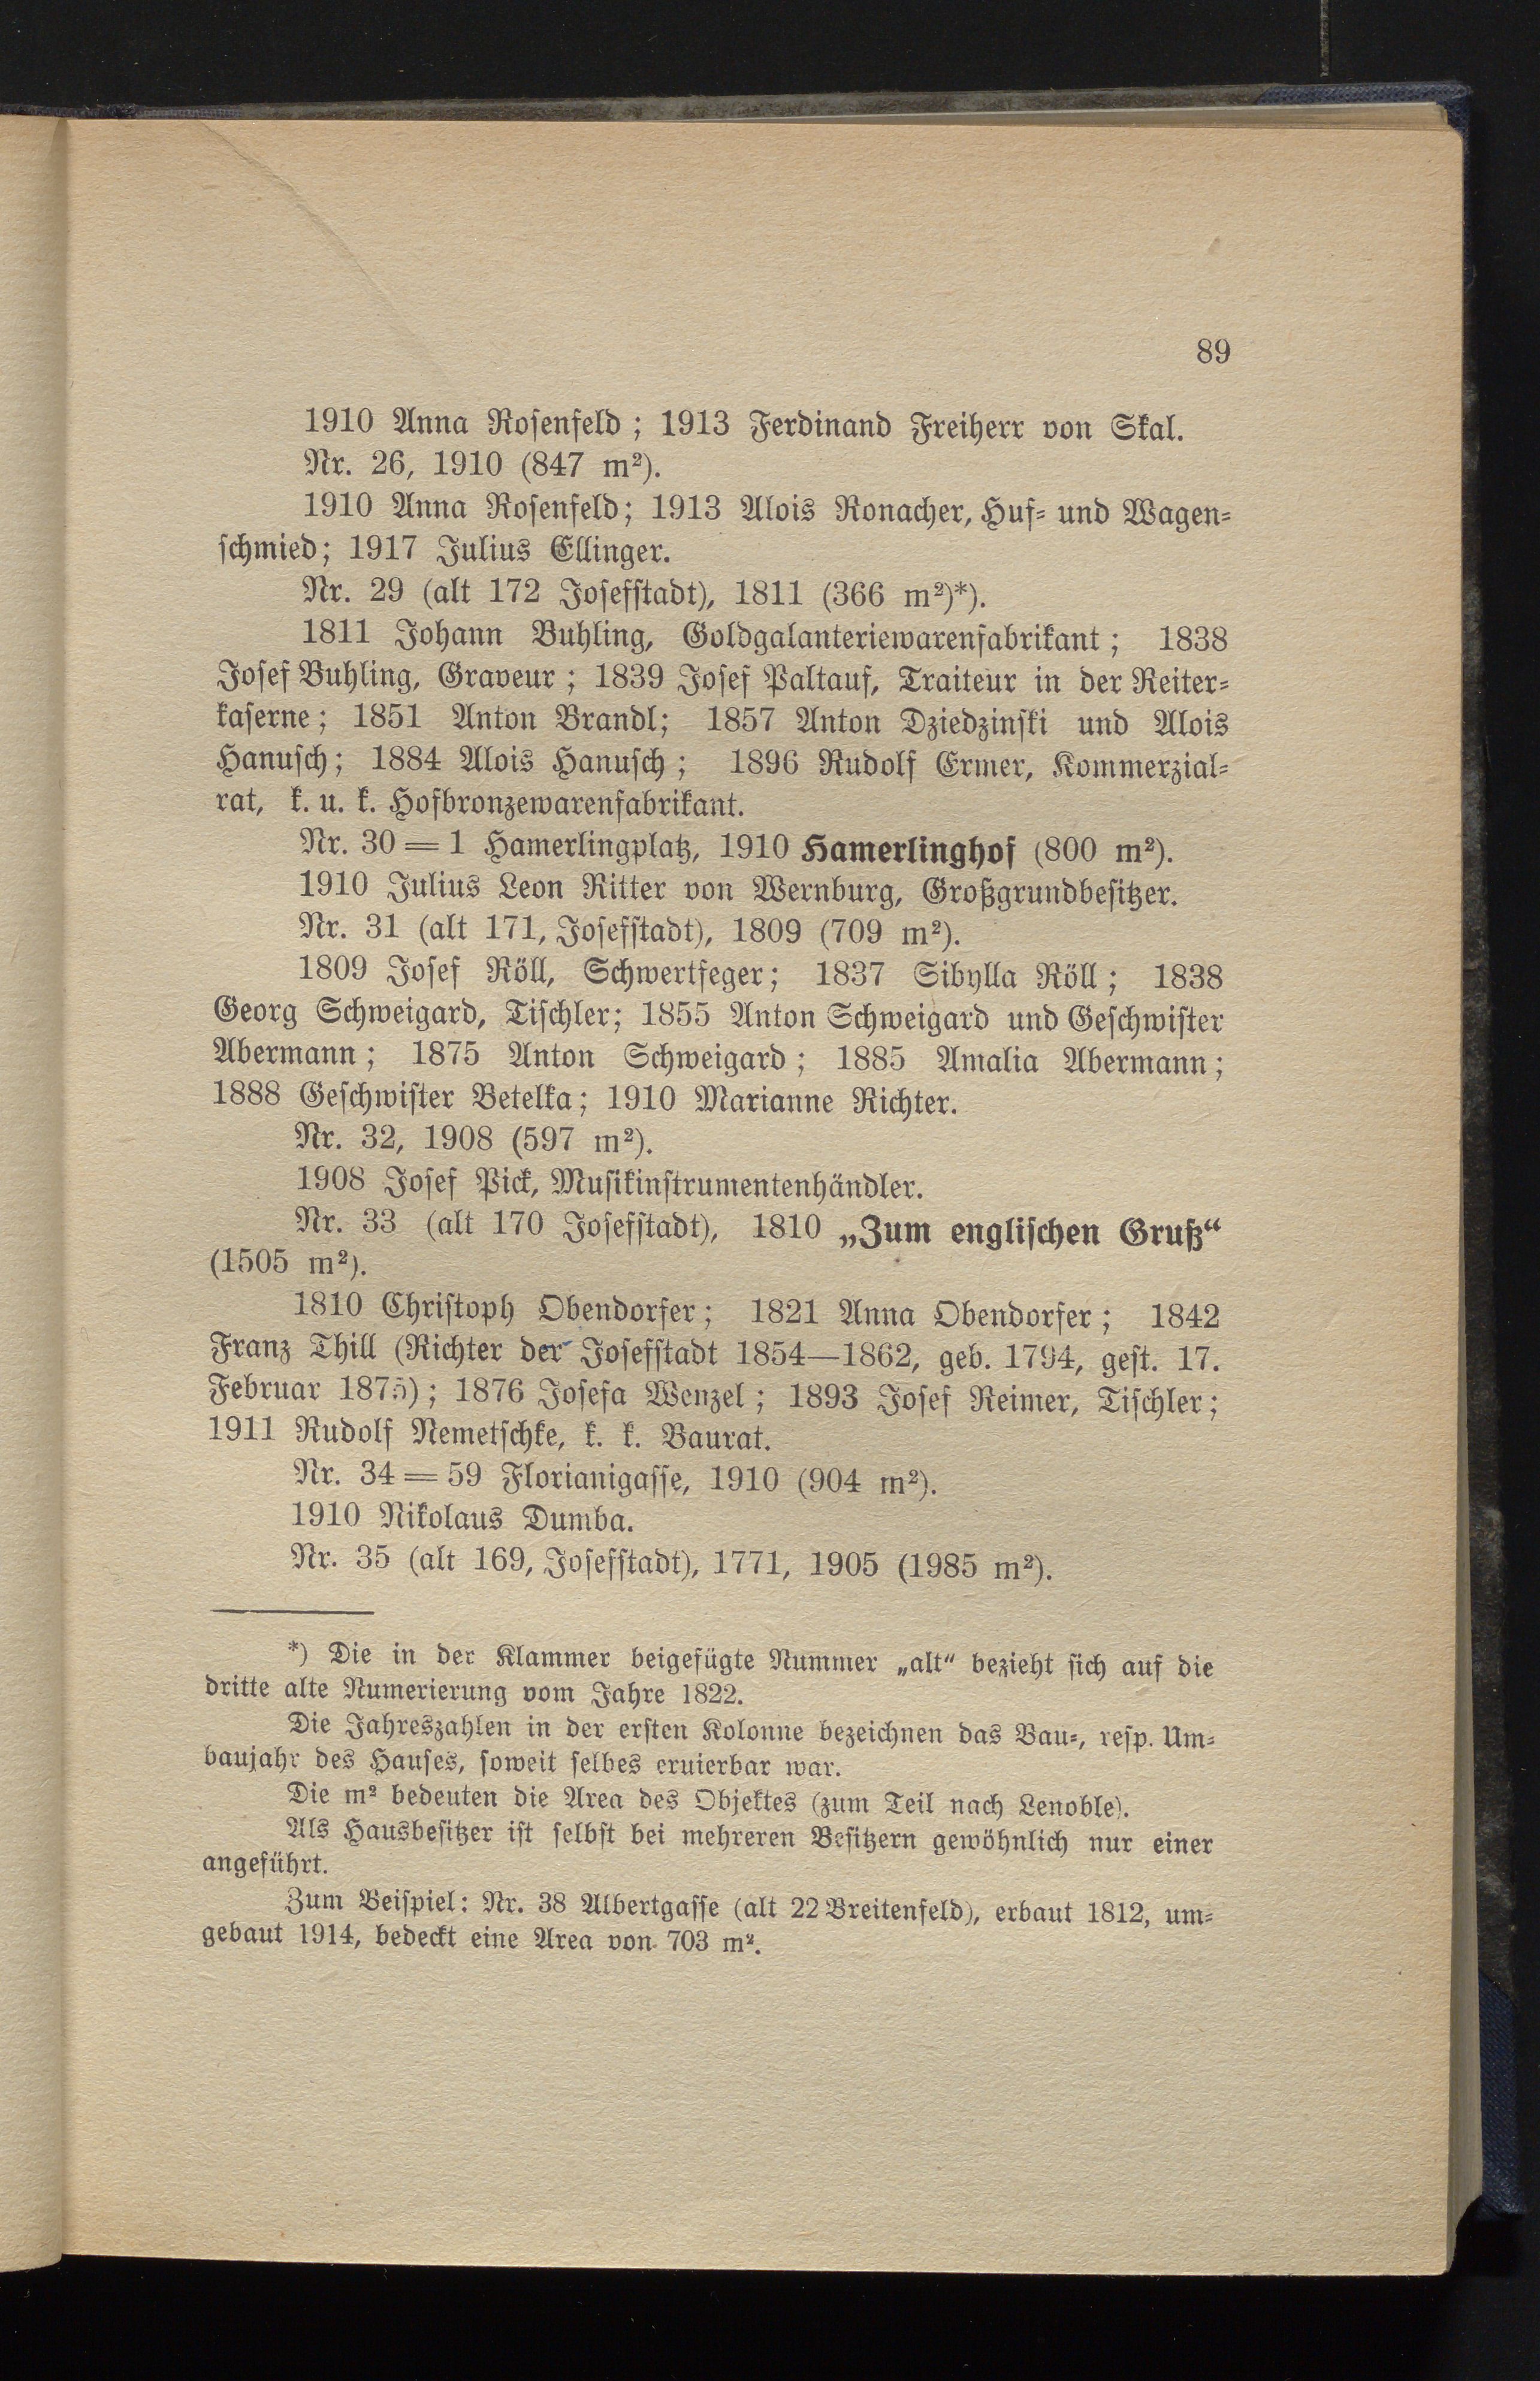 89
1910 Anna Rosenfeld; 1913 Ferdinand Freiherr von Skal.
Nr. 26, 1910 (847 m²).
1910 Anna Rosenfeld; 1913 Alois Ronacher, Huf- und Wagen-
schmied; 1917 Julius Ellinger.
Nr. 29 (alt 172 Josefstadt), 1811 (366 m²)*).
1811 Johann Buhling, Goldgalanteriewarenfabrikant; 1838
Josef Buhling, Graveur; 1839 Josef Paltauf, Traiteur in der Reiter-
kaserne; 1851 Anton Brandl; 1857 Anton Dziedzinski und Alois
Hanusch; 1884 Alois Hanusch; 1896 Rudolf Ermer, Kommerzial-
rat, k. u. k. Hofbronzewarenfabrikant.
Nr. 30 = 1 Hamerlingplatz, 1910 Hamerlinghof (800 m²).
1910 Julius Leon Ritter von Wernburg, Großgrundbesitzer.
Nr. 31 (alt 171, Josefstadt), 1809 (709 m²).
1809 Josef Röll, Schwertfeger; 1837 Sibylla Röll; 1838
Georg Schweigard, Tischler; 1855 Anton Schweigard und Geschwister
Abermann; 1875 Anton Schweigard; 1885 Amalia Abermann;
1888 Geschwister Betelka; 1910 Marianne Richter.
Nr. 32, 1908 (597 m²).
1908 Josef Pick, Musikinstrumentenhändler.
Nr. 33 (alt 170 Josefstadt), 1810 „Zum englischen Gruß“
(1505 m²).
1810 Christoph Obendorfer; 1821 Anna Obendorfer; 1842
Franz Thill (Richter der Josefstadt 1854—1862, geb. 1794, gest. 17.
Februar 1875); 1876 Josefa Wenzel; 1893 Josef Reimer, Tischler;
1911 Rudolf Nemetschke, k. k. Baurat.
Nr. 34 = 59 Florianigasse, 1910 (904 m²).
1910 Nikolaus Dumba.
Nr. 35 (alt 169, Josefstadt), 1771, 1905 (1985 m²).
*) Die in der Klammer beigefügte Nummer „alt“ bezieht sich auf die
dritte alte Numerierung vom Jahre 1822.
Die Jahreszahlen in der ersten Kolonne bezeichnen das Bau-, resp. Um-
baujahr des Hauses, soweit selbes eruierbar war.
Die m² bedeuten die Area des Objektes (zum Teil nach Lenoble).
Als Hausbesitzer ist selbst bei mehreren Besitzern gewöhnlich nur einer
angeführt.
Zum Beispiel: Nr. 38 Albertgasse (alt 22 Breitenfeld), erbaut 1812, um-
gebaut 1914, bedeckt eine Area von 703 m².